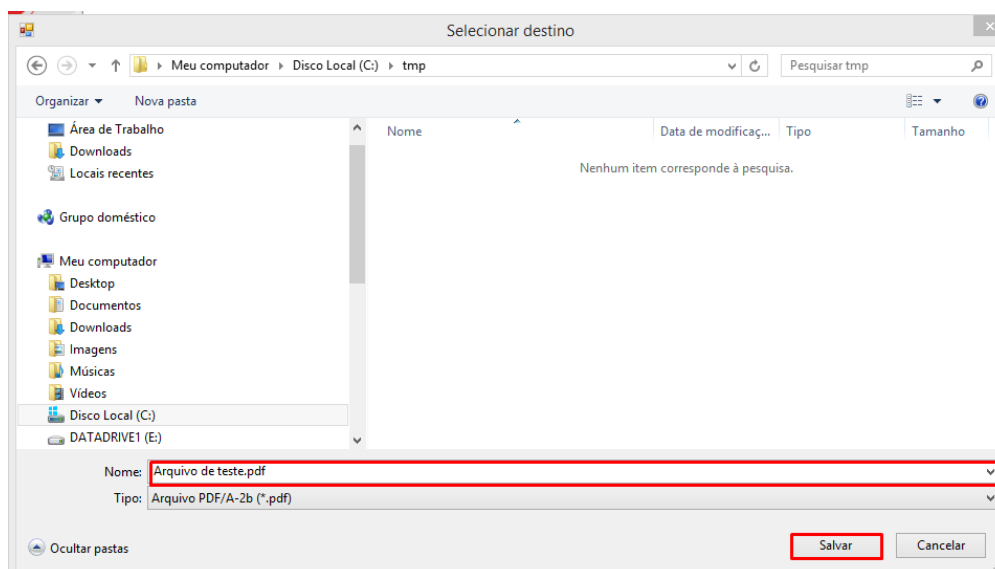 Selecionar destino
Meu computador Disco Local (C:) tmp Pesquisar tmp
Organizar Nova pasta
Nome Data de modificaç... Tipo Tamanho
Nenhum item corresponde à pesquisa.
Área de Trabalho
Downloads
Locais recentes
Grupo doméstico
Meu computador
Desktop
Documentos
Downloads
Imagens
Músicas
Vídeos
Disco Local (C:)
DATADRIVE1 (E:)
Nome: Arquivo de teste.pdf
Tipo: Arquivo PDF/A-2b (*.pdf)
Ocultar pastas Salvar Cancelar